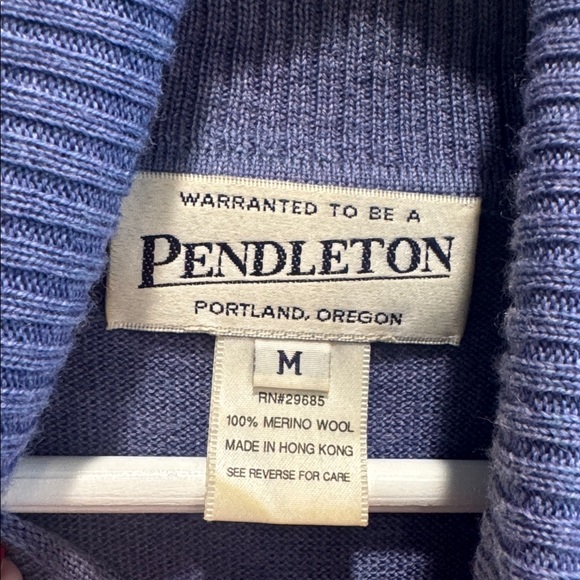 WARRANTED TO BE A
PENDLETON
PORTLAND, OREGON
M
RN#29685
100% MERINO WOOL
MADE IN HONG KONG
SEE REVERSE FOR CARE